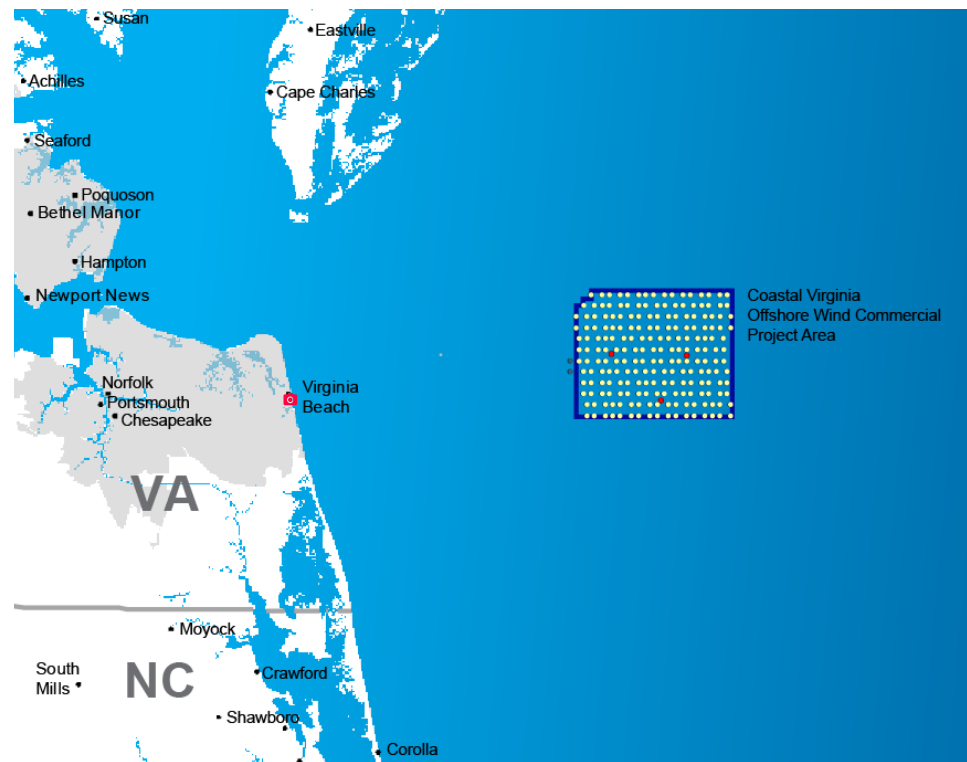 Susan
Eastville
Achilles
Cape Charles
Seaford
Poquoson
Bethel Manor
Hampton
Newport News
Coastal Virginia
Offshore Wind Commercial
Project Area
Norfolk
Portsmouth
Chesapeake
Virginia
Beach
VA
Moyock
South
Mills
NC
Crawford
Shawboro
Corolla